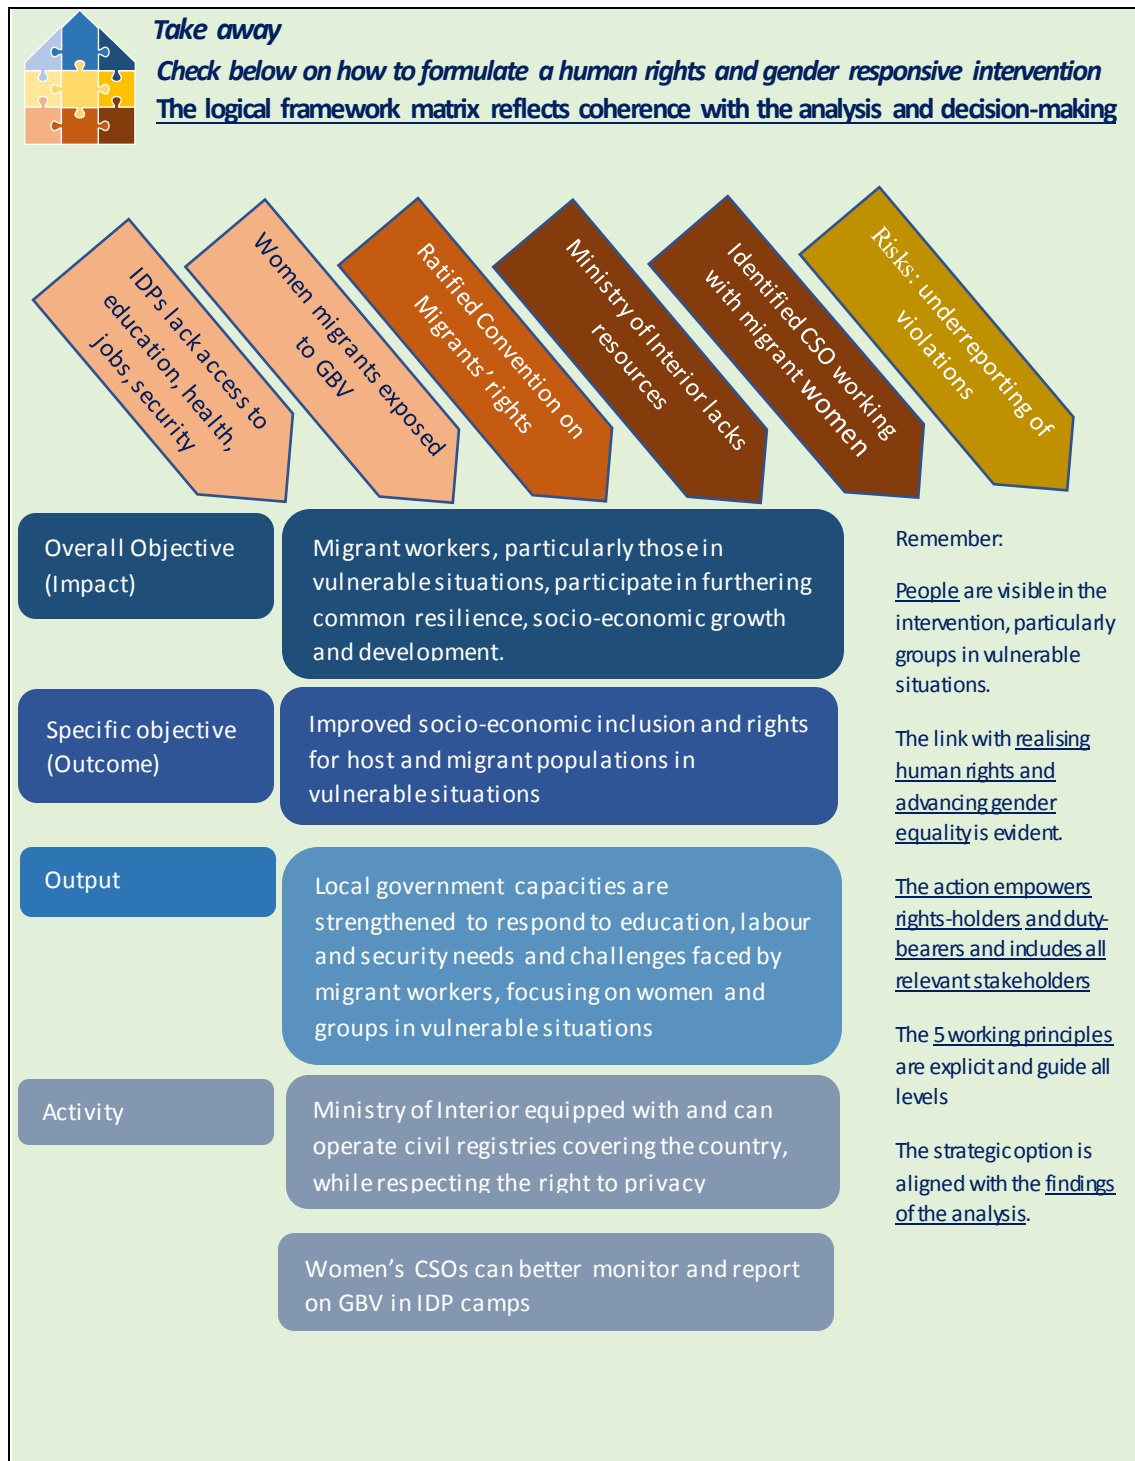 Take away
Check below on how to formulate a human rights and gender responsive intervention
The logical framework matrix reflects coherence with the analysis and decision-making
IDPs lack access to
education, health,
jobs, security
Women migrants exposed
to GBV
Ratified Convention on
Migrants' rights
Ministry of Interior lacks
resources
Identified CSO working
with migrant women
Risks: underreporting of
violations
Overall Objective
(Impact)
Migrant workers, particularly those in
vulnerable situations, participate in furthering
common resilience, socio-economic growth
and development.
Specific objective
(Outcome)
Improved socio-economic inclusion and rights
for host and migrant populations in
vulnerable situations
Output
Local government capacities are
strengthened to respond to education, labour
and security needs and challenges faced by
migrant workers, focusing on women and
groups in vulnerable situations
Activity
Ministry of Interior equipped with and can
operate civil registries covering the country,
while respecting the right to privacy
Women's CSOs can better monitor and report
on GBV in IDP camps
Remember:
People are visible in the
intervention, particularly
groups in vulnerable
situations.
The link with realising
human rights and
advancing gender
equality is evident.
The action empowers
rights-holders and duty-
bearers and includes all
relevant stakeholders
The 5 working principles
are explicit and guide all
levels
The strategic option is
aligned with the findings
of the analysis.